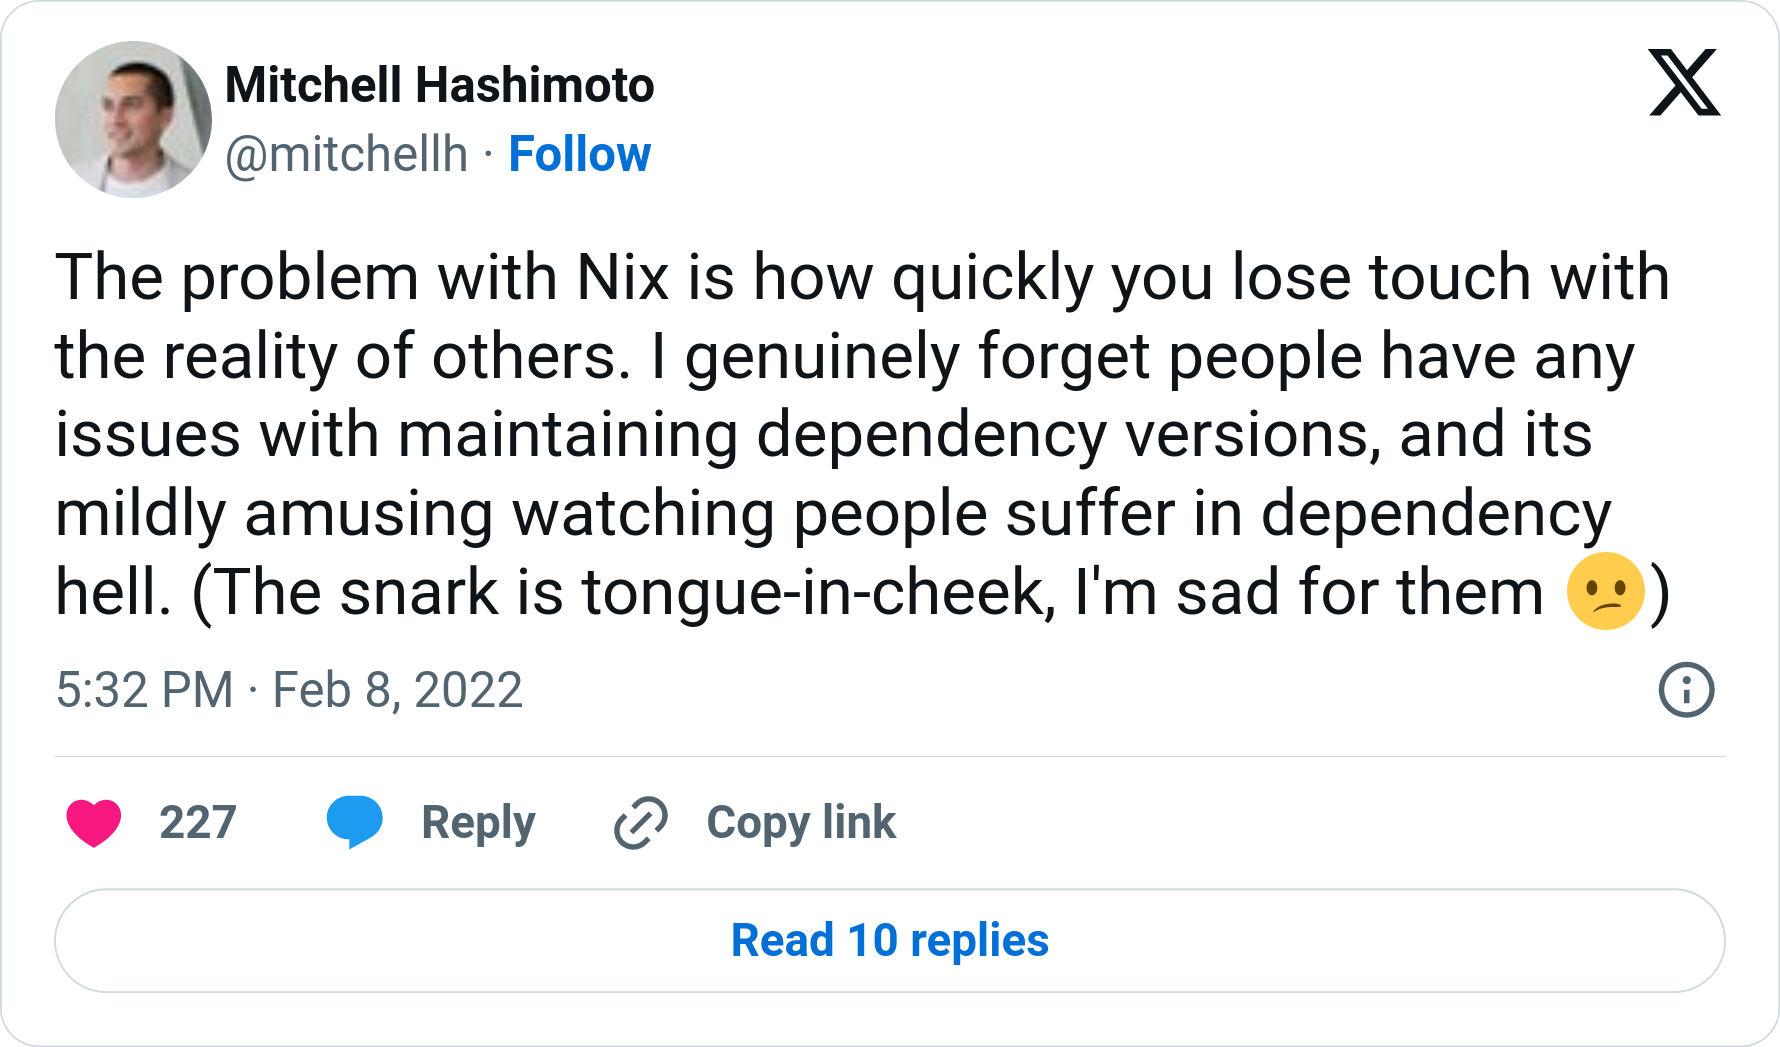 Mitchell Hashimoto
@mitchellh · Follow
The problem with Nix is how quickly you lose touch with
the reality of others. I genuinely forget people have any
issues with maintaining dependency versions, and its
mildly amusing watching people suffer in dependency
hell. (The snark is tongue-in-cheek, I'm sad for them 😕)
5:32 PM · Feb 8, 2022
227 Reply Copy link
Read 10 replies